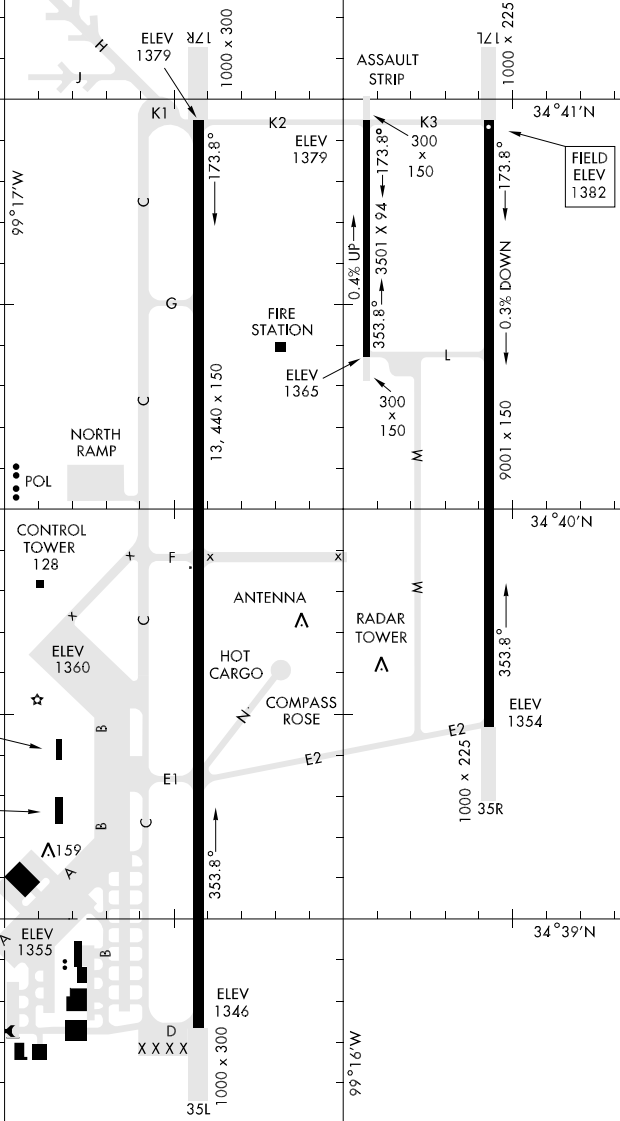 H
J
ELEV
1379
17R
1000 x 300
ASSAULT
STRIP
17L
1000 x 225
K1
K2
K3
34°41'N
ELEV
1379
300
x
150
FIELD
ELEV
1382
99°17'W
C
173.8°
173.8°
173.8°
3501 X 94
0.4% UP
353.8°
0.3% DOWN
G
FIRE
STATION
L
ELEV
1365
300
x
150
C
13, 440 x 150
9001 x 150
NORTH
RAMP
POL
M
34°40'N
CONTROL
TOWER
128
x
F
x
x
x
C
M
ANTENNA
RADAR
TOWER
353.8°
ELEV
1360
HOT
CARGO
COMPASS
ROSE
N
ELEV
1354
B
E2
E2
E1
1000 x 225
35R
B
C
353.8°
159
A
A
ELEV
1355
B
34°39'N
ELEV
1346
D
X X X X
1000 x 300
99°16'W
35L